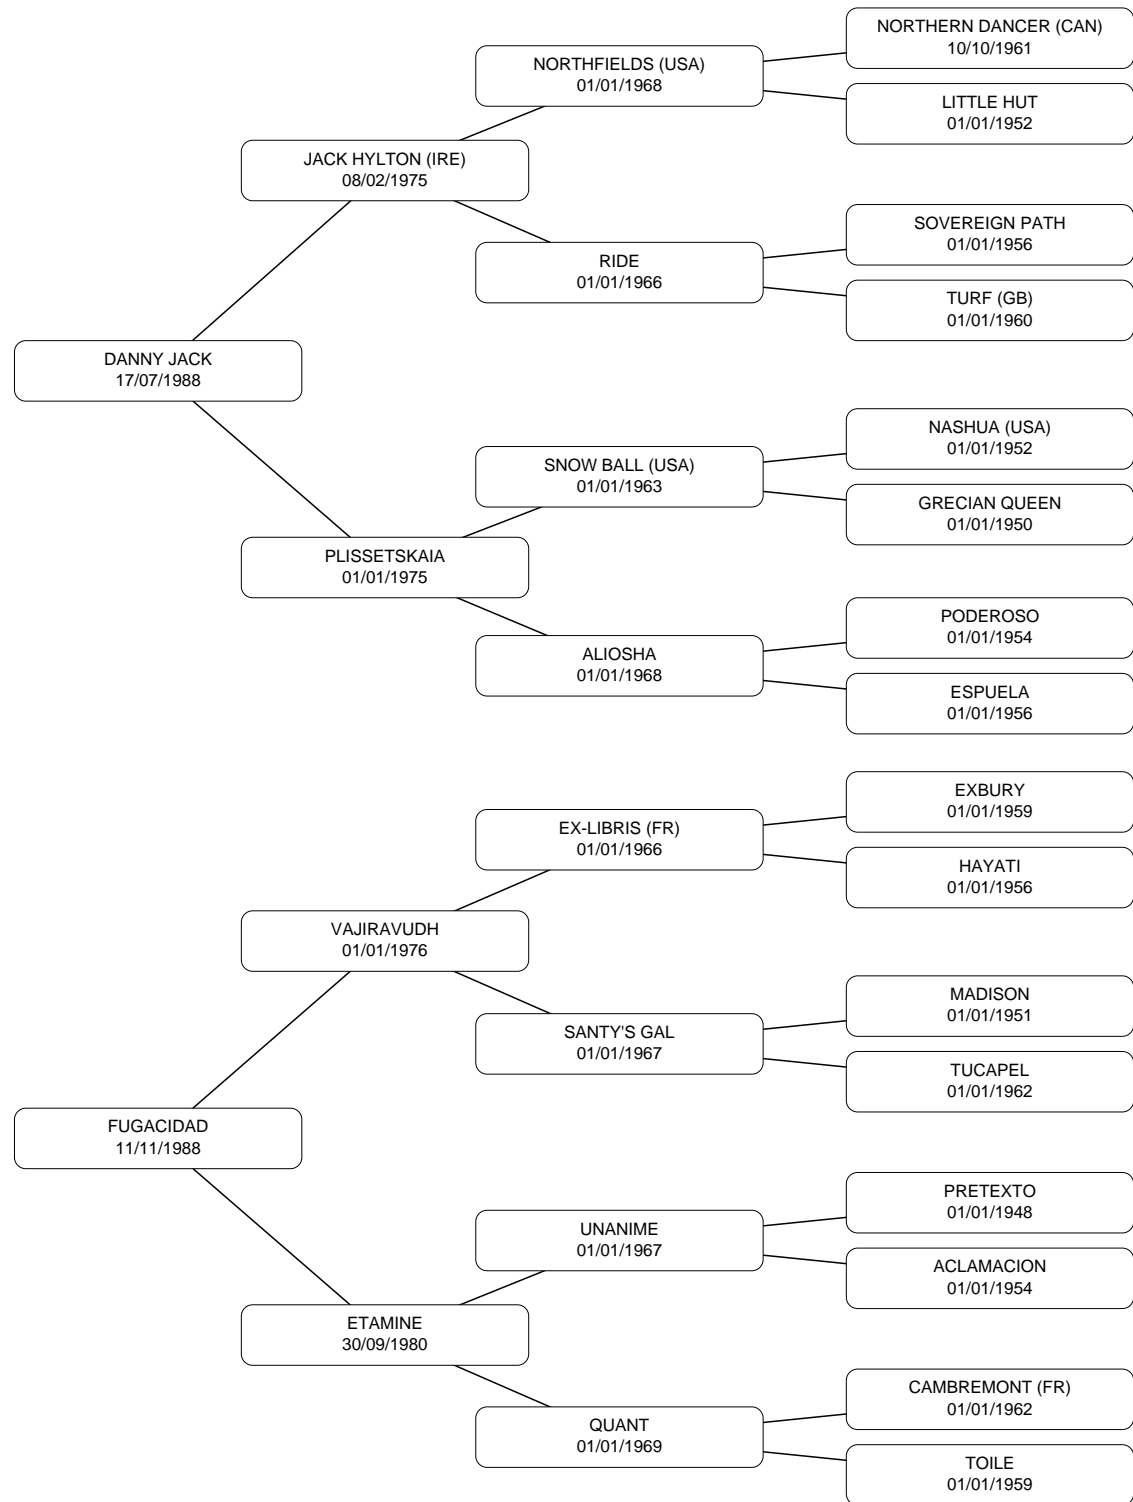 NORTHERN DANCER (CAN)
10/10/1961
NORTHFIELDS (USA)
01/01/1968
LITTLE HUT
01/01/1952
JACK HYLTON (IRE)
08/02/1975
SOVEREIGN PATH
01/01/1956
RIDE
01/01/1966
TURF (GB)
01/01/1960
DANNY JACK
17/07/1988
NASHUA (USA)
01/01/1952
SNOW BALL (USA)
01/01/1963
GRECIAN QUEEN
01/01/1950
PLISSETSKAIA
01/01/1975
PODEROSO
01/01/1954
ALIOSHA
01/01/1968
ESPUELA
01/01/1956
EXBURY
01/01/1959
EX-LIBRIS (FR)
01/01/1966
HAYATI
01/01/1956
VAJIRAVUDH
01/01/1976
MADISON
01/01/1951
SANTY'S GAL
01/01/1967
TUCAPEL
01/01/1962
FUGACIDAD
11/11/1988
PRETEXTO
01/01/1948
UNANIME
01/01/1967
ACLAMACION
01/01/1954
ETAMINE
30/09/1980
CAMBREMONT (FR)
01/01/1962
QUANT
01/01/1969
TOILE
01/01/1959